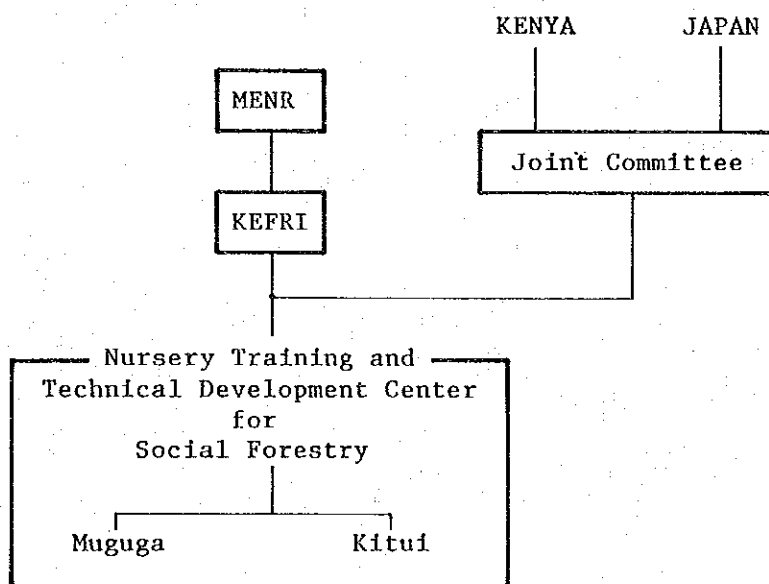 KENYA JAPAN
MENR
Joint Committee
KEFRI
Nursery Training and
Technical Development Center
for
Social Forestry
Muguga Kitui